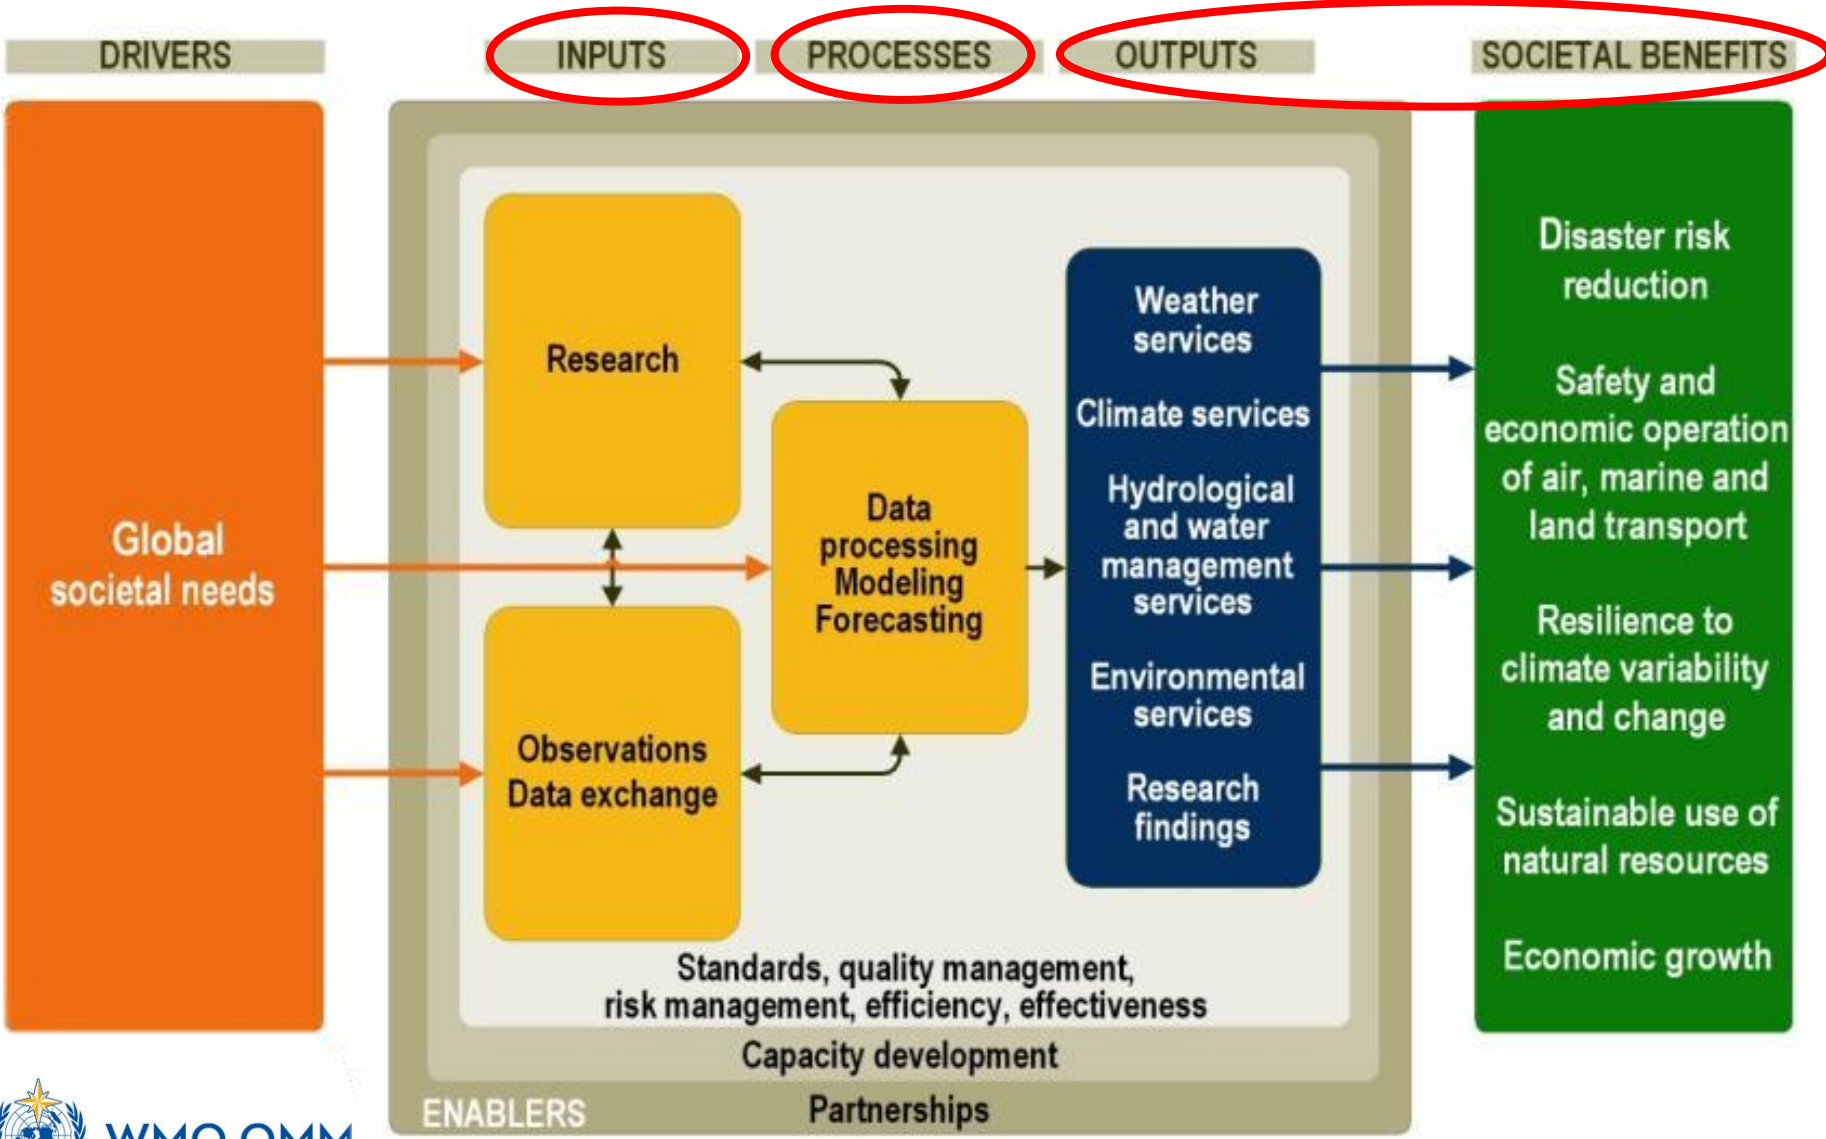 DRIVERS
INPUTS
PROCESSES
OUTPUTS
SOCIETAL BENEFITS
Global
societal needs
Research
Observations
Data exchange
Data
processing
Modeling
Forecasting
Weather
services
Climate services
Hydrological
and water
management
services
Environmental
services
Research
findings
Disaster risk
reduction
Safety and
economic operation
of air, marine and
land transport
Resilience to
climate variability
and change
Sustainable use of
natural resources
Economic growth
Standards, quality management,
risk management, efficiency, effectiveness
Capacity development
ENABLERS
Partnerships
WMO OMM